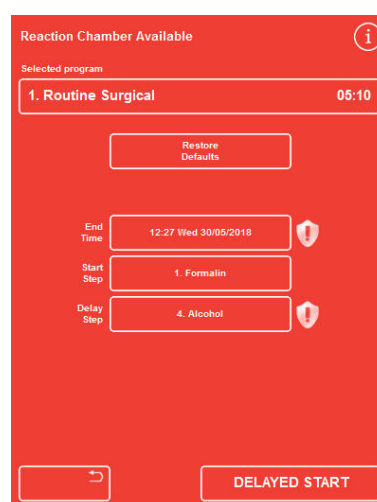 Reaction Chamber Available
i
Selected program
1. Routine Surgical 05:10
Restore
Defaults
End
Time
12:27 Wed 30/05/2018
!
Start
Step
1. Formalin
Delay
Step
4. Alcohol
!
DELAYED START